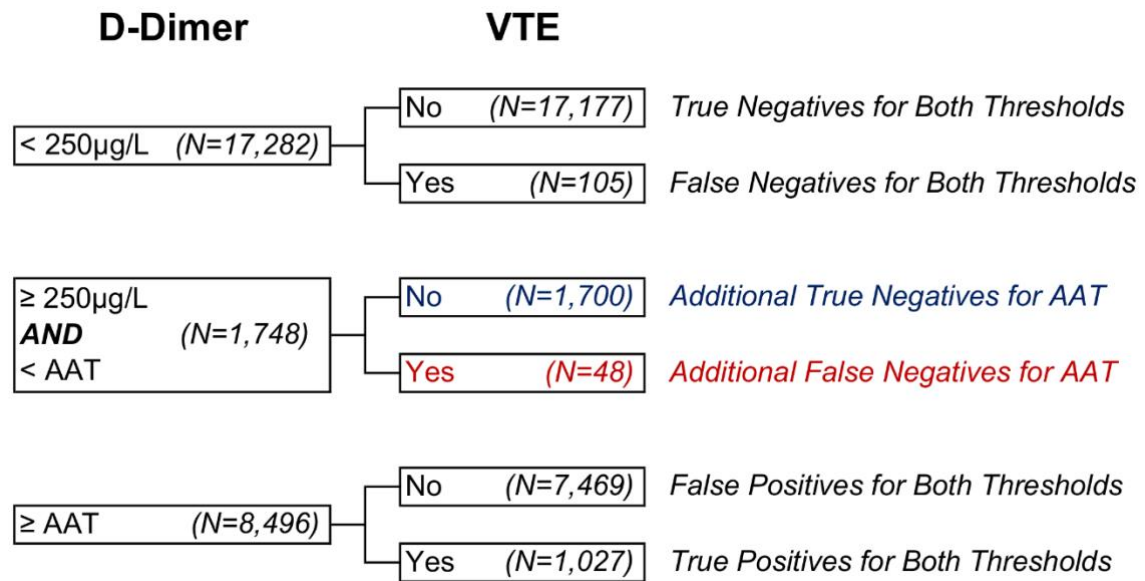 D-Dimer VTE
< 250µg/L (N=17,282)
No (N=17,177) True Negatives for Both Thresholds
Yes (N=105) False Negatives for Both Thresholds
≥ 250µg/L
AND (N=1,748)
< AAT
No (N=1,700) Additional True Negatives for AAT
Yes (N=48) Additional False Negatives for AAT
≥ AAT (N=8,496)
No (N=7,469) False Positives for Both Thresholds
Yes (N=1,027) True Positives for Both Thresholds